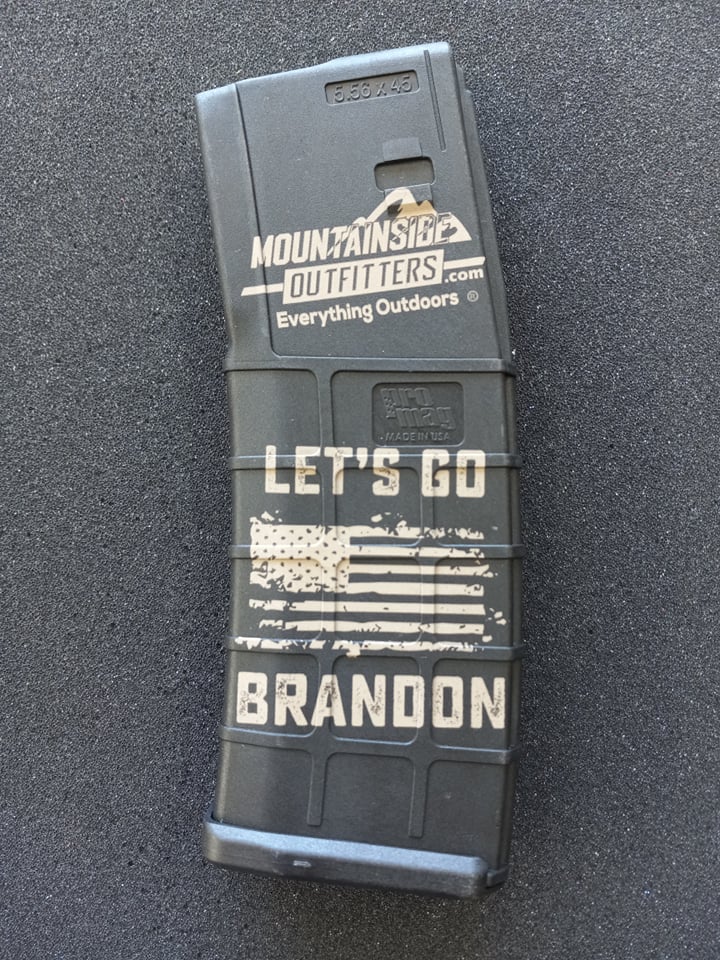 5.56 X 45
MOUNTAINSIDE
OUTFITTERS.com
Everything Outdoors ®
pro
mag
MADE IN USA
LET'S GO
BRANDON